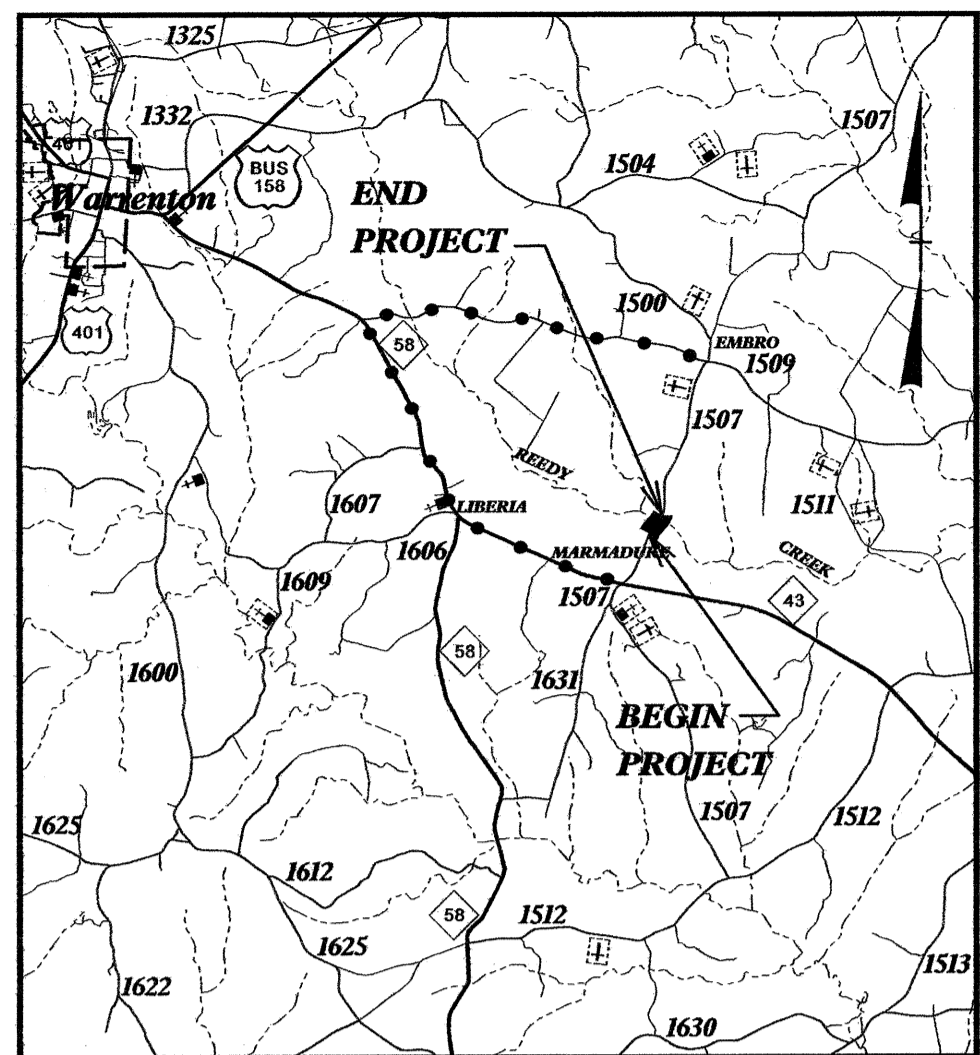 1325
1332
1507
401
BUS
158
1504
Warrenton
END
PROJECT
1500
401
58
EMBRO
1509
1507
REEDY
1607
LIBERIA
1511
1606
MARMADUKE
CREEK
1609
1507
43
58
1600
1631
BEGIN
PROJECT
1507
1512
1625
1612
58
1512
1625
1513
1622
1630